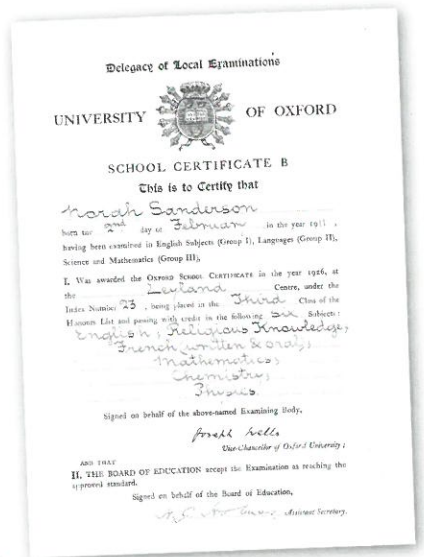 Delegacy of Local Examinations
UNIVERSITY OF OXFORD
SCHOOL CERTIFICATE B
This is to Certify that
Norah Sanderson
born the 2nd day of Februar in the year 1911,
having been examined in English Subjects (Group I), Languages (Group II),
Science and Mathematics (Group III),
I. Was awarded the OXFORD SCHOOL CERTIFICATE in the year 1926, at
the Leyland Centre, under the
Index Number 23, being placed in the Third Class of the
Honours List and passing with credit in the following six Subjects:
English, Religious Knowledge,
French, written & oral,
Mathematics,
Chemistry,
Physics.
Signed on behalf of the above-named Examining Body,
Joseph Wells
Vice-Chancellor of Oxford University;
AND THAT
II. THE BOARD OF EDUCATION accept the Examination as reaching the
approved standard.
Signed on behalf of the Board of Education,
Assistant Secretary.